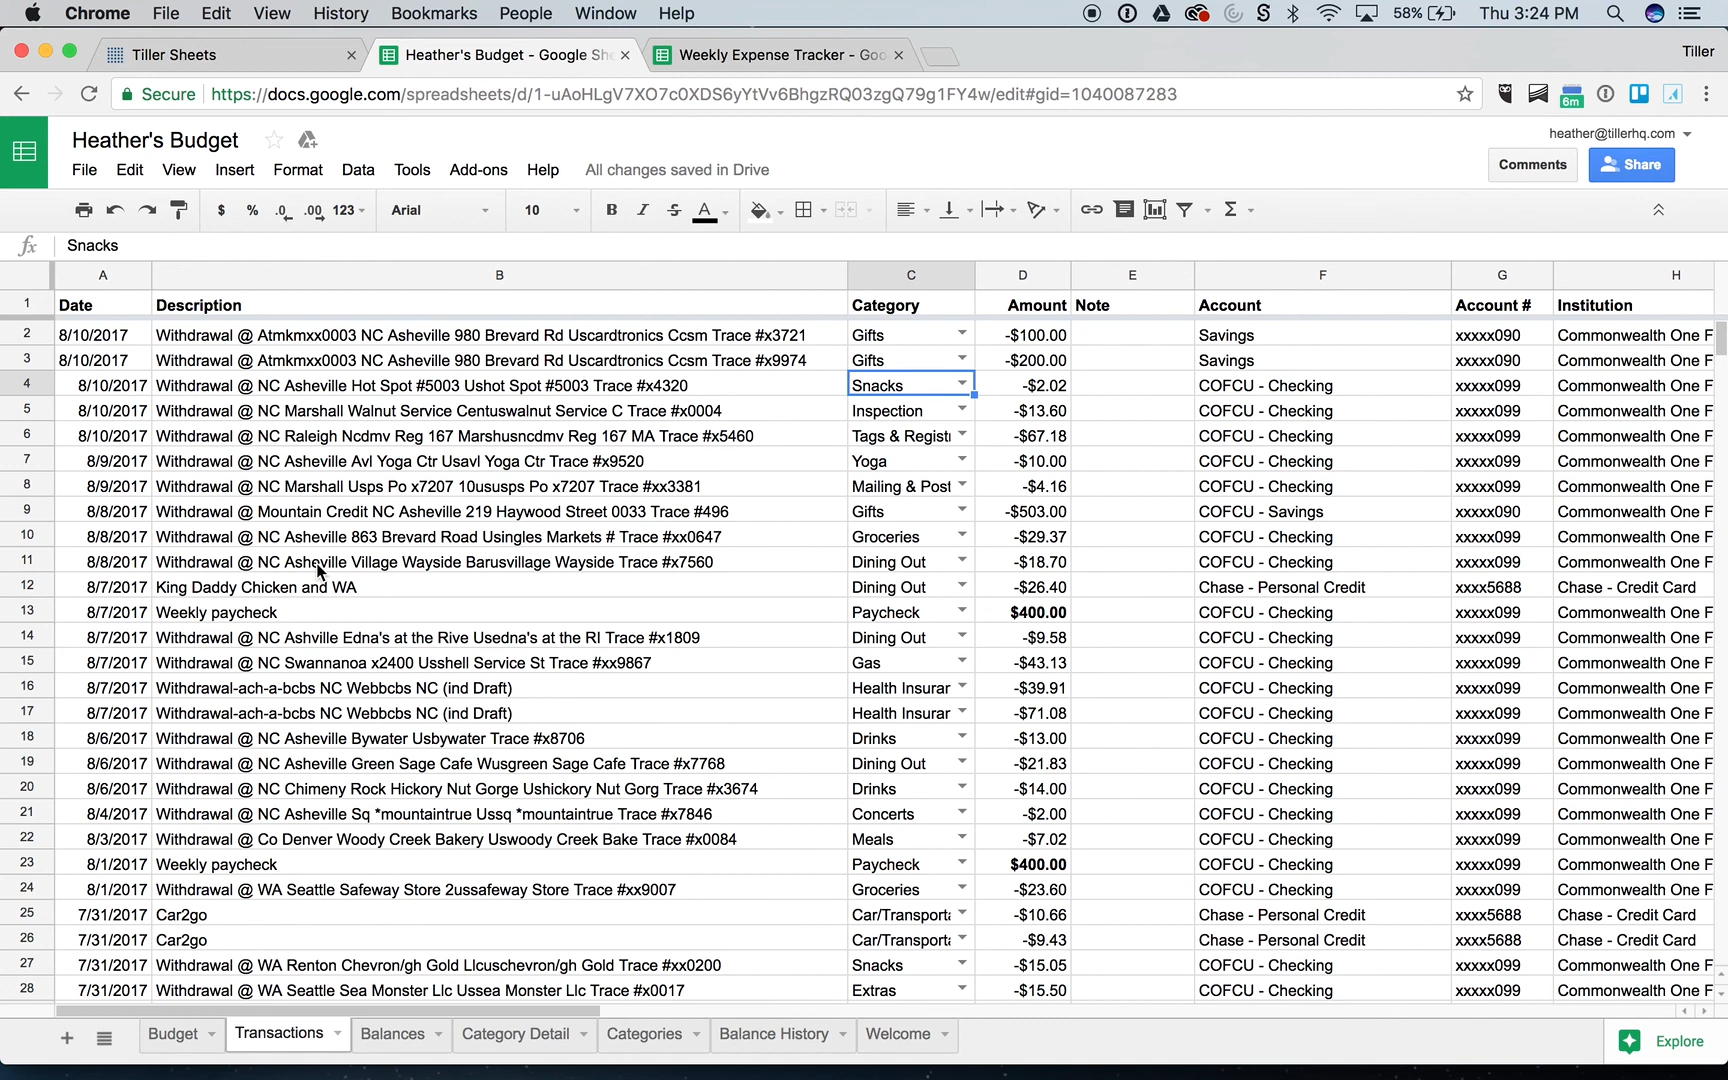 Chrome File Edit View History Bookmarks People Window Help 58% Thu 3:24 PM
Tiller Sheets Heather's Budget - Google She Weekly Expense Tracker - Goo Tiller
Secure https://docs.google.com/spreadsheets/d/1-uAoHLgV7XO7c0XDS6yYtVv6BhgzRQ03zgQ79g1FY4w/edit#gid=1040087283 6m
Heather's Budget heather@tillerhq.com
File Edit View Insert Format Data Tools Add-ons Help All changes saved in Drive Comments Share
$ % .0 .00 123 Arial 10 B I S A
fx Snacks
A B C D E F G H
1 Date Description Category Amount Note Account Account # Institution
2 8/10/2017 Withdrawal @ Atmkmxx0003 NC Asheville 980 Brevard Rd Uscardtronics Ccsm Trace #x3721 Gifts -$100.00 Savings xxxxx090 Commonwealth One F
3 8/10/2017 Withdrawal @ Atmkmxx0003 NC Asheville 980 Brevard Rd Uscardtronics Ccsm Trace #x9974 Gifts -$200.00 Savings xxxxx090 Commonwealth One F
4 8/10/2017 Withdrawal @ NC Asheville Hot Spot #5003 Ushot Spot #5003 Trace #x4320 Snacks -$2.02 COFCU - Checking xxxxx099 Commonwealth One F
5 8/10/2017 Withdrawal @ NC Marshall Walnut Service Centuswalnut Service C Trace #x0004 Inspection -$13.60 COFCU - Checking xxxxx099 Commonwealth One F
6 8/10/2017 Withdrawal @ NC Raleigh Ncdmv Reg 167 Marshusncdmv Reg 167 MA Trace #x5460 Tags & Registr -$67.18 COFCU - Checking xxxxx099 Commonwealth One F
7 8/9/2017 Withdrawal @ NC Asheville Avl Yoga Ctr Usavl Yoga Ctr Trace #x9520 Yoga -$10.00 COFCU - Checking xxxxx099 Commonwealth One F
8 8/9/2017 Withdrawal @ NC Marshall Usps Po x7207 10ususps Po x7207 Trace #xx3381 Mailing & Post -$4.16 COFCU - Checking xxxxx099 Commonwealth One F
9 8/8/2017 Withdrawal @ Mountain Credit NC Asheville 219 Haywood Street 0033 Trace #496 Gifts -$503.00 COFCU - Savings xxxxx090 Commonwealth One F
10 8/8/2017 Withdrawal @ NC Asheville 863 Brevard Road Usingles Markets # Trace #xx0647 Groceries -$29.37 COFCU - Checking xxxxx099 Commonwealth One F
11 8/8/2017 Withdrawal @ NC Asheville Village Wayside Barusvillage Wayside Trace #x7560 Dining Out -$18.70 COFCU - Checking xxxxx099 Commonwealth One F
12 8/7/2017 King Daddy Chicken and WA Dining Out -$26.40 Chase - Personal Credit xxxx5688 Chase - Credit Card
13 8/7/2017 Weekly paycheck Paycheck $400.00 COFCU - Checking xxxxx099 Commonwealth One F
14 8/7/2017 Withdrawal @ NC Ashville Edna's at the Rive Usedna's at the RI Trace #x1809 Dining Out -$9.58 COFCU - Checking xxxxx099 Commonwealth One F
15 8/7/2017 Withdrawal @ NC Swannanoa x2400 Usshell Service St Trace #xx9867 Gas -$43.13 COFCU - Checking xxxxx099 Commonwealth One F
16 8/7/2017 Withdrawal-ach-a-bcbs NC Webbcbs NC (ind Draft) Health Insurar -$39.91 COFCU - Checking xxxxx099 Commonwealth One F
17 8/7/2017 Withdrawal-ach-a-bcbs NC Webbcbs NC (ind Draft) Health Insurar -$71.08 COFCU - Checking xxxxx099 Commonwealth One F
18 8/6/2017 Withdrawal @ NC Asheville Bywater Usbywater Trace #x8706 Drinks -$13.00 COFCU - Checking xxxxx099 Commonwealth One F
19 8/6/2017 Withdrawal @ NC Asheville Green Sage Cafe Wusgreen Sage Cafe Trace #x7768 Dining Out -$21.83 COFCU - Checking xxxxx099 Commonwealth One F
20 8/6/2017 Withdrawal @ NC Chimeny Rock Hickory Nut Gorge Ushickory Nut Gorg Trace #x3674 Drinks -$14.00 COFCU - Checking xxxxx099 Commonwealth One F
21 8/4/2017 Withdrawal @ NC Asheville Sq *mountaintrue Ussq *mountaintrue Trace #x7846 Concerts -$2.00 COFCU - Checking xxxxx099 Commonwealth One F
22 8/3/2017 Withdrawal @ Co Denver Woody Creek Bakery Uswoody Creek Bake Trace #x0084 Meals -$7.02 COFCU - Checking xxxxx099 Commonwealth One F
23 8/1/2017 Weekly paycheck Paycheck $400.00 COFCU - Checking xxxxx099 Commonwealth One F
24 8/1/2017 Withdrawal @ WA Seattle Safeway Store 2ussafeway Store Trace #xx9007 Groceries -$23.60 COFCU - Checking xxxxx099 Commonwealth One F
25 7/31/2017 Car2go Car/Transporta -$10.66 Chase - Personal Credit xxxx5688 Chase - Credit Card
26 7/31/2017 Car2go Car/Transporta -$9.43 Chase - Personal Credit xxxx5688 Chase - Credit Card
27 7/31/2017 Withdrawal @ WA Renton Chevron/gh Gold Llcuschevron/gh Gold Trace #xx0200 Snacks -$15.05 COFCU - Checking xxxxx099 Commonwealth One F
28 7/31/2017 Withdrawal @ WA Seattle Sea Monster Llc Ussea Monster Llc Trace #x0017 Extras -$15.50 COFCU - Checking xxxxx099 Commonwealth One F
Budget Transactions Balances Category Detail Categories Balance History Welcome Explore